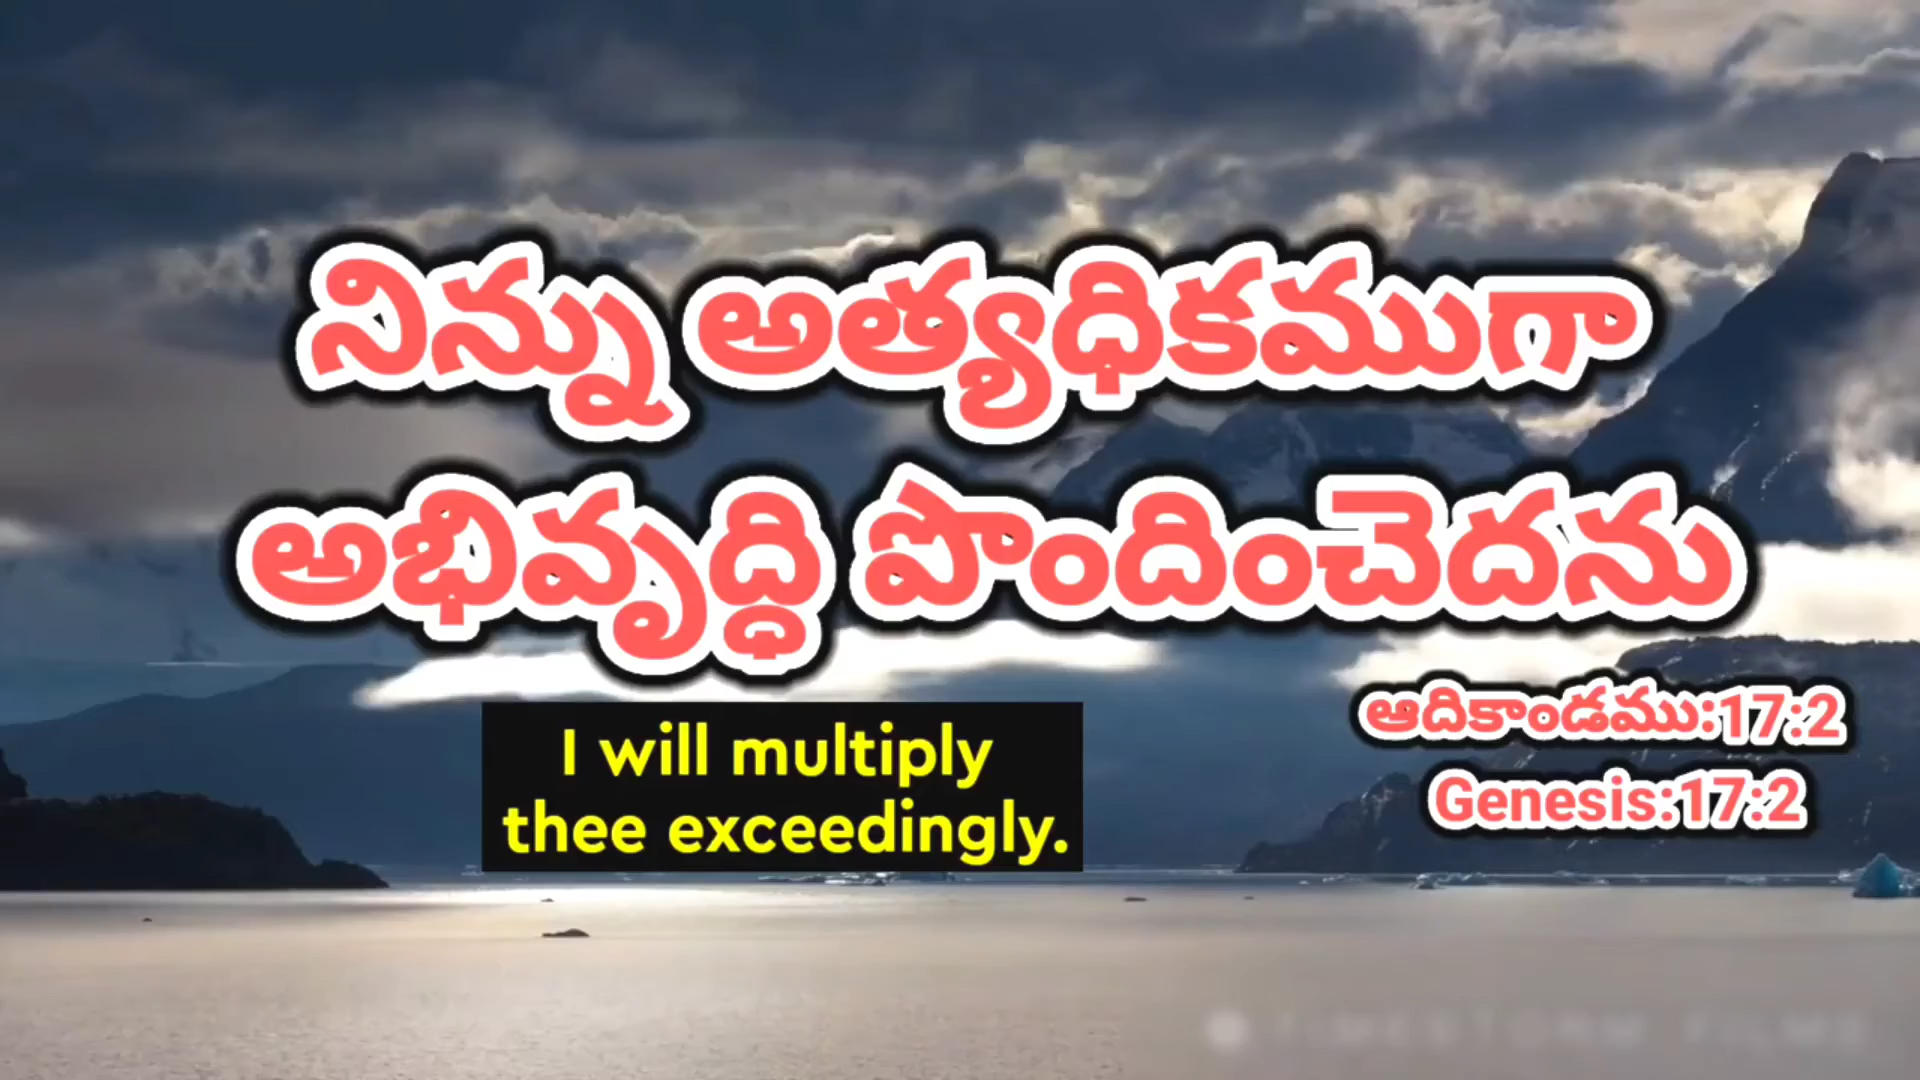 నిన్ను అత్యధికముగా
అభివృద్ధి పొందించెదను
I will multiply
thee exceedingly.
ఆదికాండము:17:2
Genesis:17:2